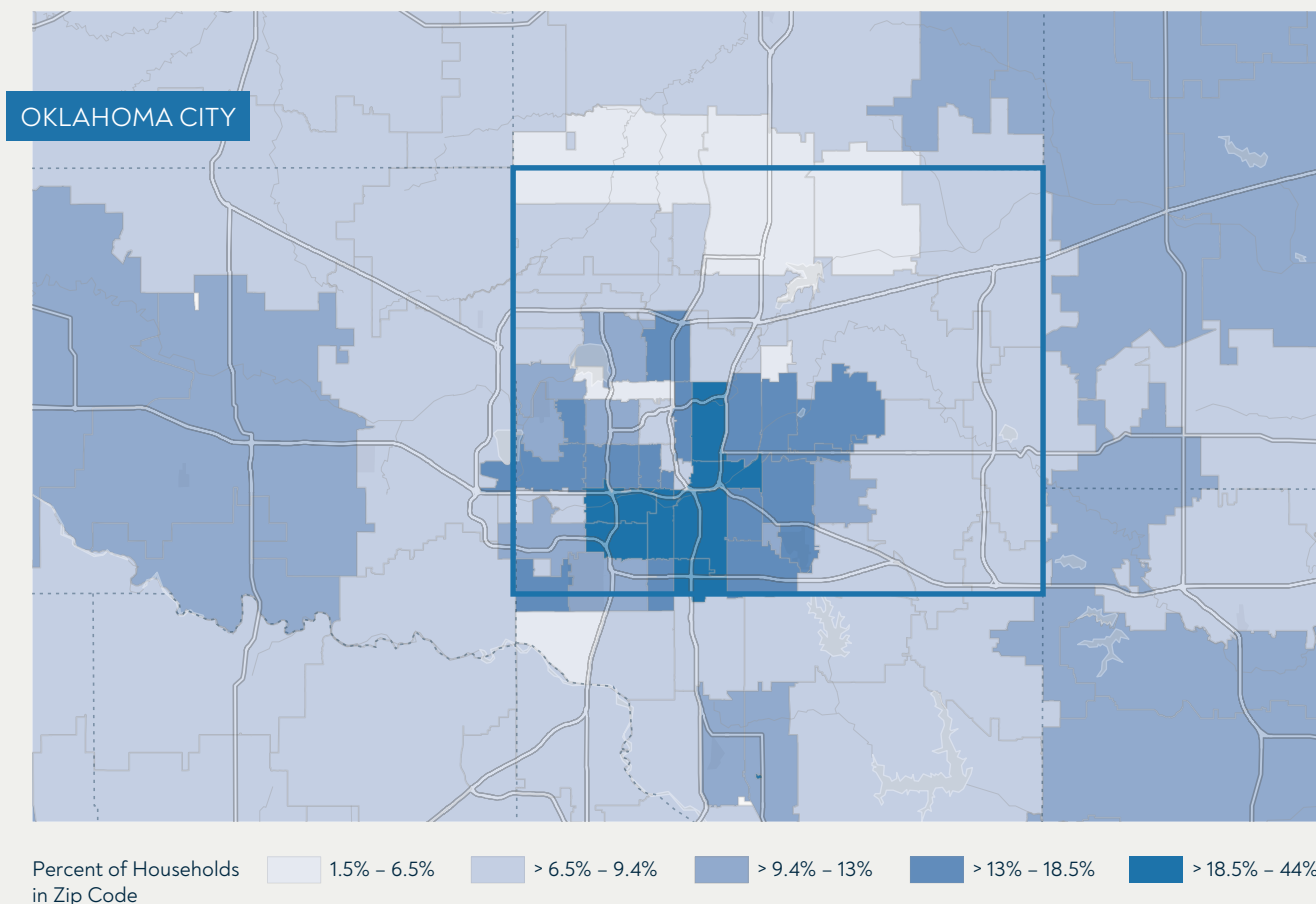 OKLAHOMA CITY
Percent of Households
in Zip Code
1.5% – 6.5%
> 6.5% – 9.4%
> 9.4% – 13%
> 13% – 18.5%
> 18.5% – 44%